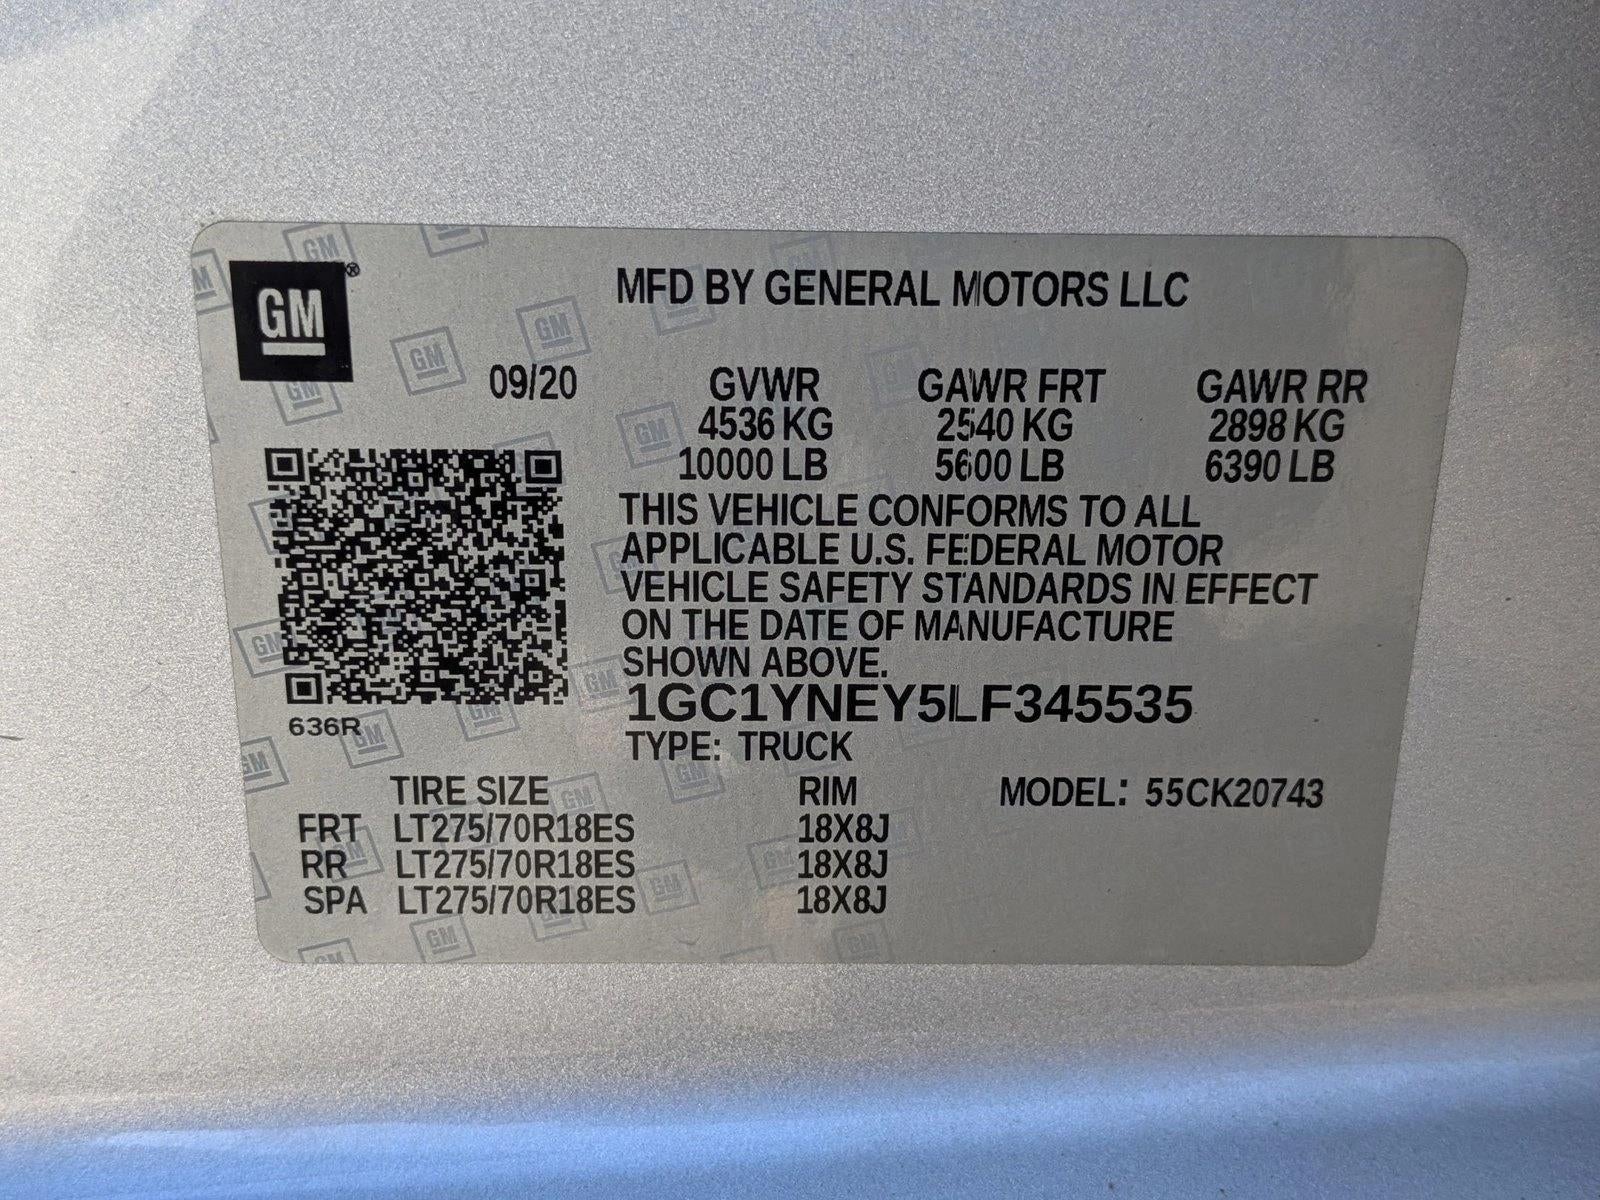 GM®
MFD BY GENERAL MOTORS LLC
09/20 GVWR GAWR FRT GAWR RR
4536 KG 2540 KG 2898 KG
10000 LB 5600 LB 6390 LB
THIS VEHICLE CONFORMS TO ALL
APPLICABLE U.S. FEDERAL MOTOR
VEHICLE SAFETY STANDARDS IN EFFECT
ON THE DATE OF MANUFACTURE
SHOWN ABOVE.
1GC1YNEY5LF345535
636R
TYPE: TRUCK
TIRE SIZE RIM MODEL: 55CK20743
FRT LT275/70R18ES 18X8J
RR LT275/70R18ES 18X8J
SPA LT275/70R18ES 18X8J